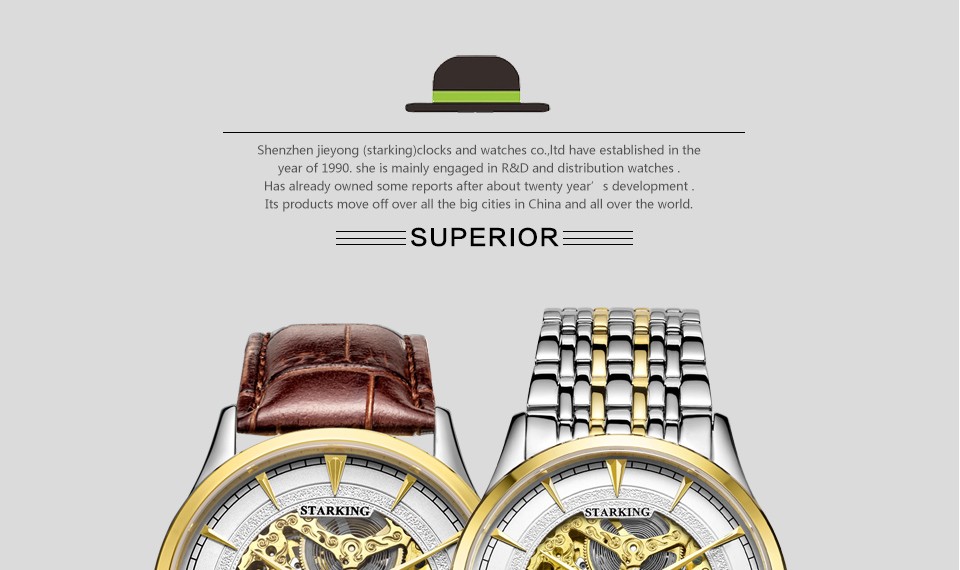 Shenzhen jieyong (starking)clocks and watches co.,ltd have established in the
year of 1990. she is mainly engaged in R&D and distribution watches .
Has already owned some reports after about twenty year’ s development .
Its products move off over all the big cities in China and all over the world.
SUPERIOR
STARKING
STARKING